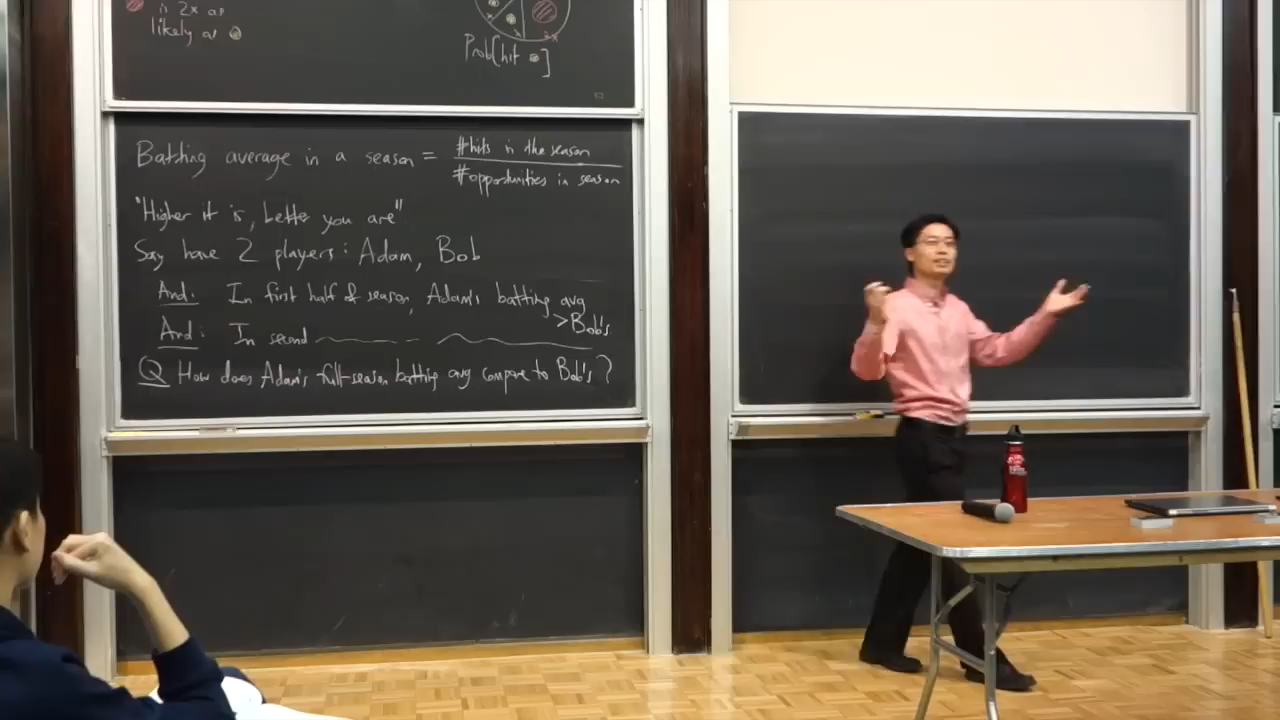 is 2x as
likely as
Prob[hit ]
Batting average in a season = #hits in the season
#opportunities in season
"Higher it is, better you are"
Say have 2 players: Adam, Bob
And: In first half of season, Adam's batting avg
> Bob's
And: In second
Q How does Adam's full-season batting avg compare to Bob's?